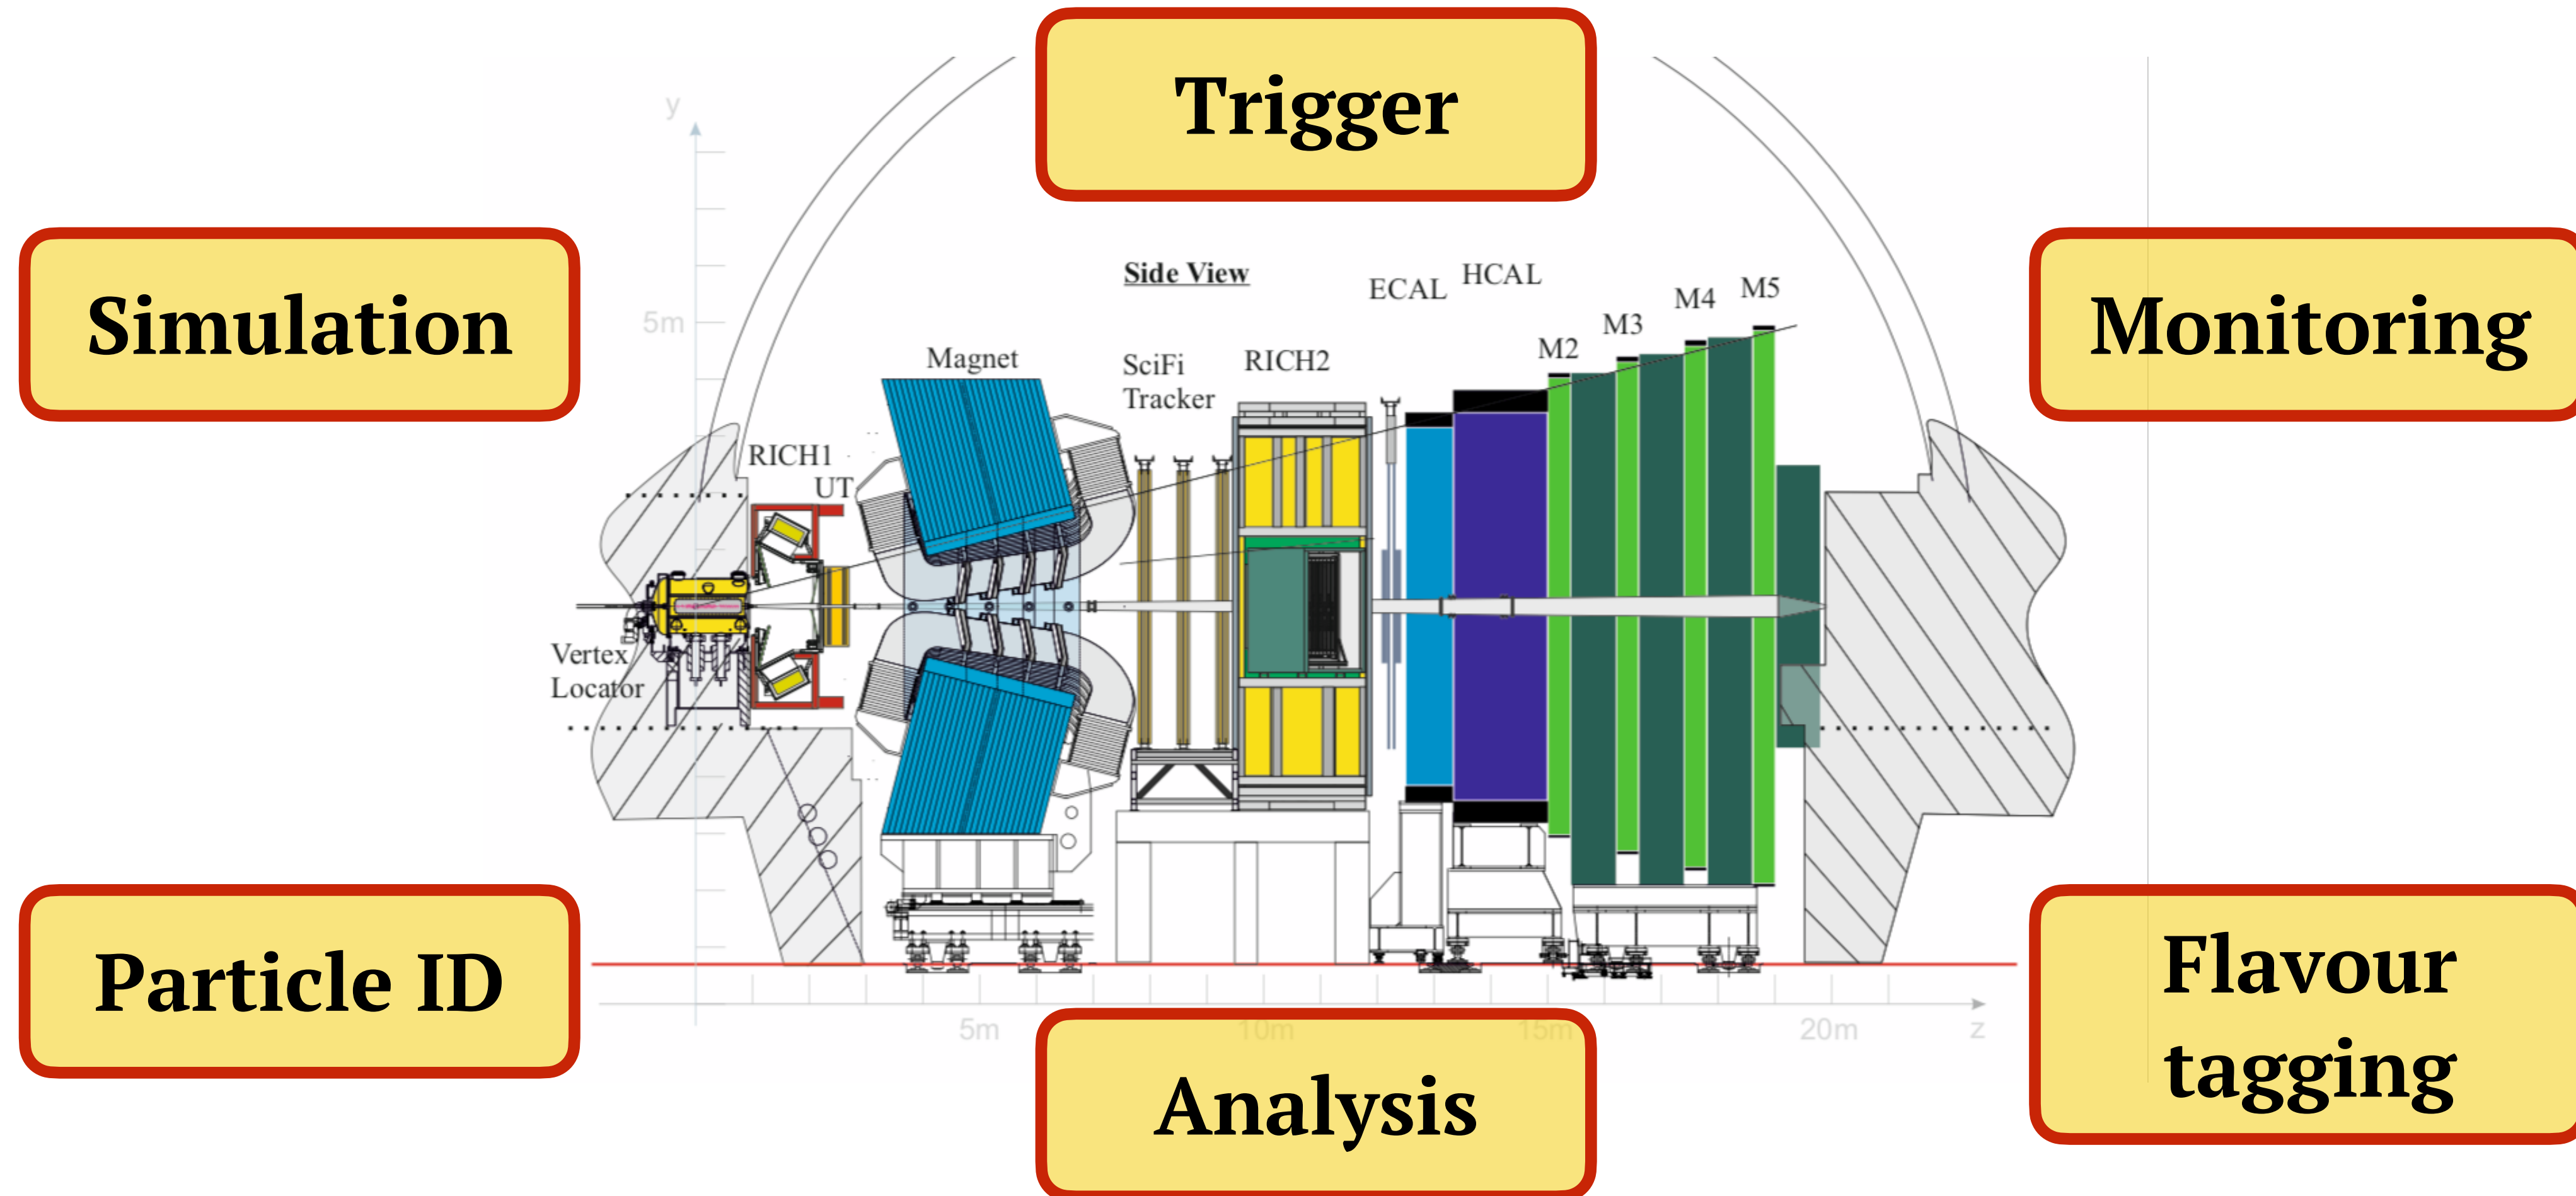 Trigger
y
Simulation
Monitoring
Side View
ECAL
HCAL
M5
M4
M3
M2
5m
Magnet
SciFi
Tracker
RICH2
RICH1
UT
Vertex
Locator
Particle ID
Flavour
tagging
5m
10m
15m
20m
z
Analysis